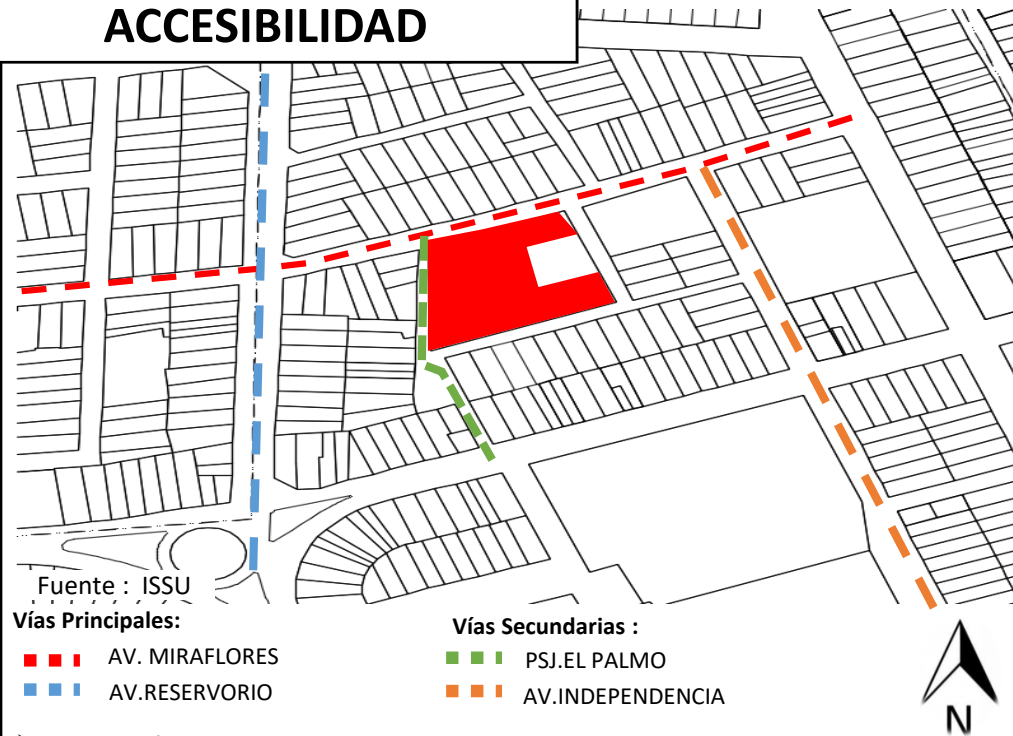 ACCESIBILIDAD
Fuente : ISSU
Vías Principales:
AV. MIRAFLORES
AV.RESERVORIO
Vías Secundarias :
PSJ.EL PALMO
AV.INDEPENDENCIA
N